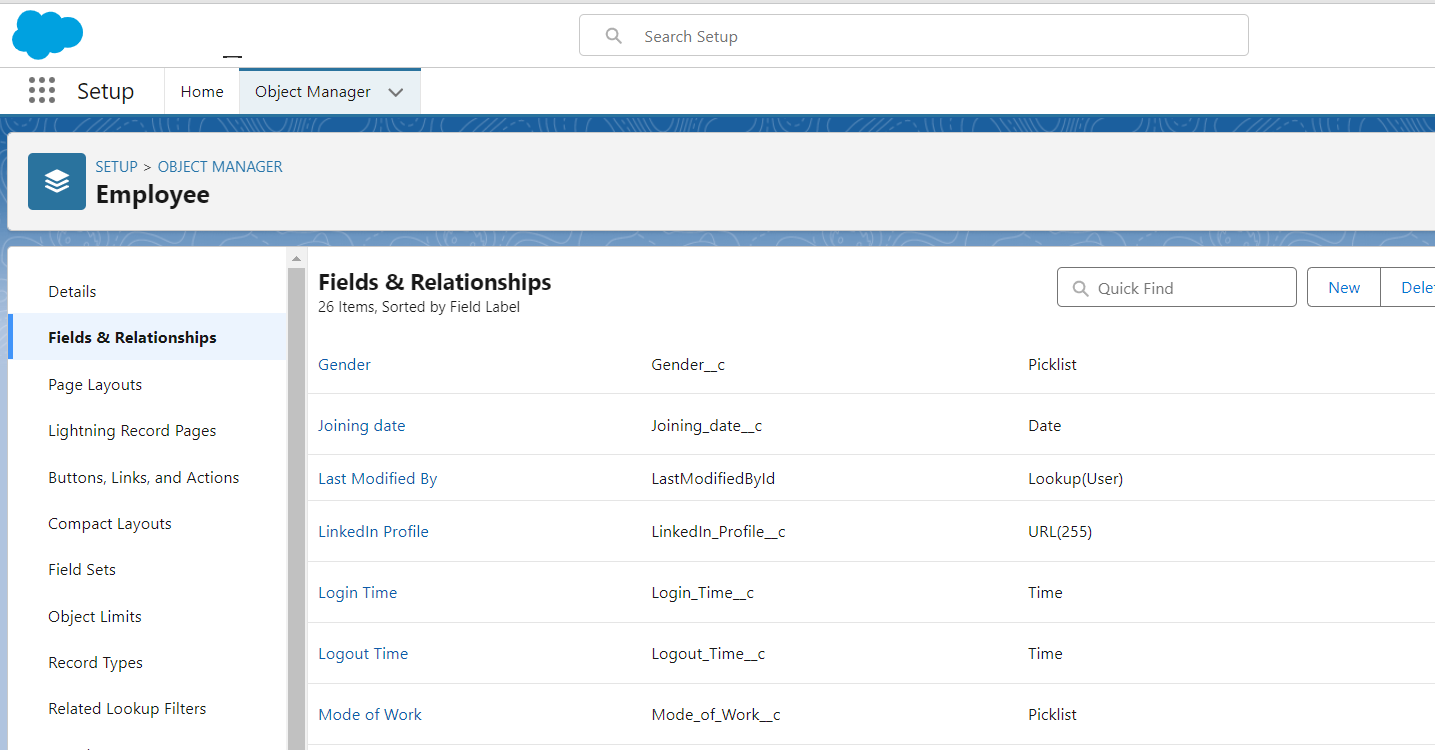 Search Setup
Setup
Home
Object Manager
SETUP > OBJECT MANAGER
Employee
Details
Fields & Relationships
Page Layouts
Lightning Record Pages
Buttons, Links, and Actions
Compact Layouts
Field Sets
Object Limits
Record Types
Related Lookup Filters
Fields & Relationships
26 Items, Sorted by Field Label
Quick Find
New
Gender Gender__c Picklist
Joining date Joining_date__c Date
Last Modified By LastModifiedById Lookup(User)
LinkedIn Profile LinkedIn_Profile__c URL(255)
Login Time Login_Time__c Time
Logout Time Logout_Time__c Time
Mode of Work Mode_of_Work__c Picklist